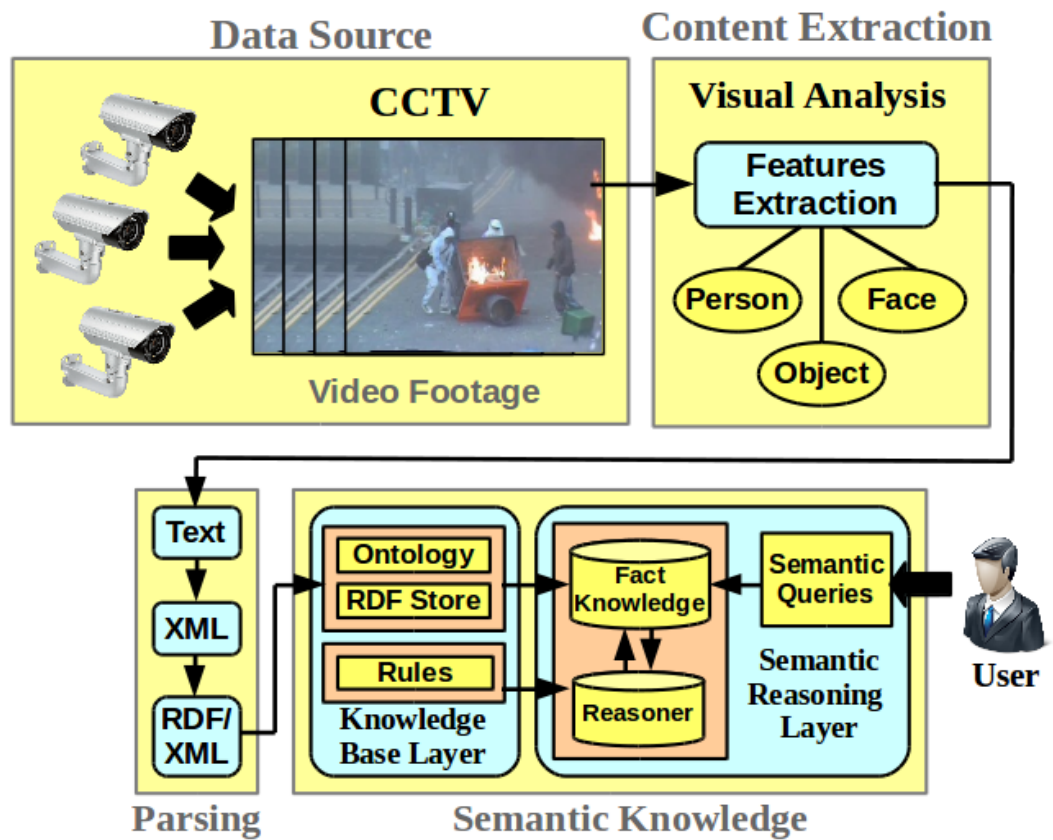 Data Source
Content Extraction
CCTV
Visual Analysis
Features
Extraction
Person
Face
Object
Video Footage
Text
XML
RDF/
XML
Parsing
Ontology
RDF Store
Rules
Knowledge
Base Layer
Fact
Knowledge
Reasoner
Semantic
Queries
Semantic
Reasoning
Layer
User
Semantic Knowledge